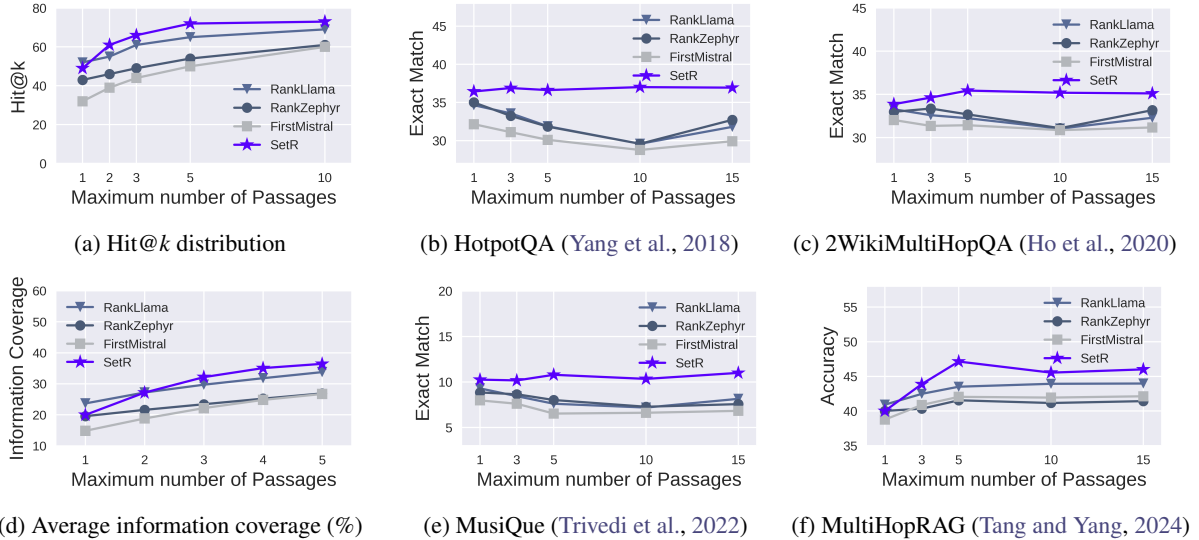 80
60
40
20
0
Hit@k
RankLlama
RankZephyr
FirstMistral
SetR
1 2 3 5 10
Maximum number of Passages
(a) Hit@k distribution
45
40
35
30
Exact Match
RankLlama
RankZephyr
FirstMistral
SetR
1 3 5 10 15
Maximum number of Passages
(b) HotpotQA (Yang et al., 2018)
45
40
35
30
Exact Match
RankLlama
RankZephyr
FirstMistral
SetR
1 3 5 10 15
Maximum number of Passages
(c) 2WikiMultiHopQA (Ho et al., 2020)
60
50
40
30
20
10
Information Coverage
RankLlama
RankZephyr
FirstMistral
SetR
1 2 3 4 5
Maximum number of Passages
(d) Average information coverage (%)
20
15
10
5
Exact Match
RankLlama
RankZephyr
FirstMistral
SetR
1 3 5 10 15
Maximum number of Passages
(e) MusiQue (Trivedi et al., 2022)
55
50
45
40
35
Accuracy
RankLlama
RankZephyr
FirstMistral
SetR
1 3 5 10 15
Maximum number of Passages
(f) MultiHopRAG (Tang and Yang, 2024)